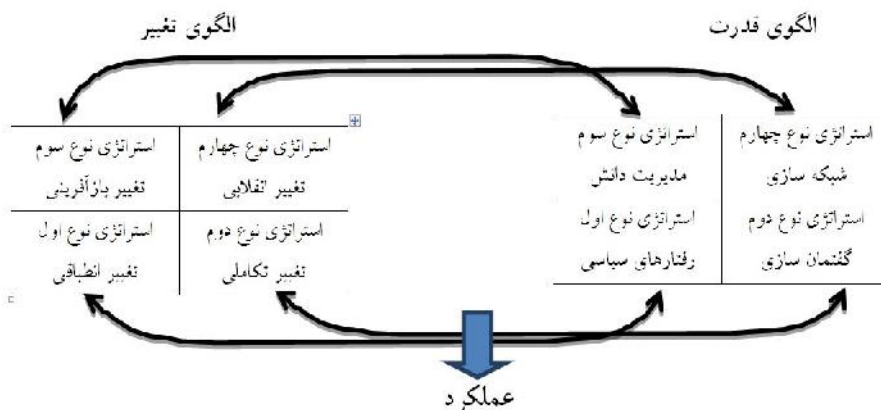 الگوی قدرت
الگوی تغییر
استراتژی نوع چهارم
شبکه سازی
استراتژی نوع سوم
مدیریت دانش
استراتژی نوع دوم
گفتمان سازی
استراتژی نوع اول
رفتارهای سیاسی
استراتژی نوع چهارم
تغییر انقلابی
استراتژی نوع سوم
تغییر بازآفرینی
استراتژی نوع دوم
تغییر تکاملی
استراتژی نوع اول
تغییر انطباقی
عملکرد